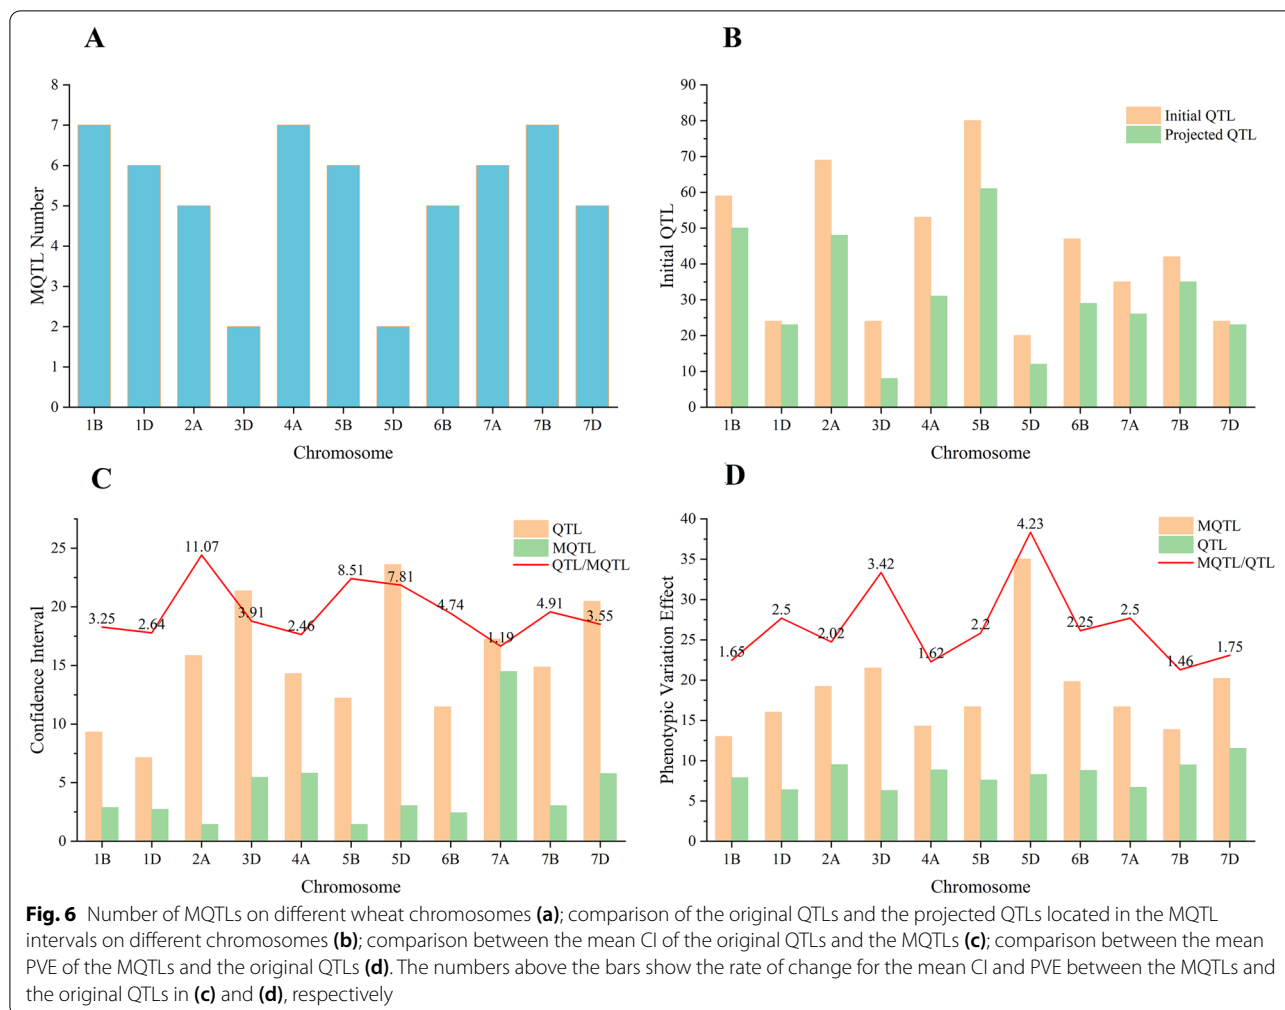 A
8
7
6
5
4
3
2
1
0
MQTL Number
1B 1D 2A 3D 4A 5B 5D 6B 7A 7B 7D
Chromosome
B
90
80
70
60
50
40
30
20
10
0
Initial QTL
Initial QTL
Projected QTL
1B 1D 2A 3D 4A 5B 5D 6B 7A 7B 7D
Chromosome
C
25
20
15
10
5
0
Confidence Interval
QTL
MQTL
QTL/MQTL
3.25 2.64 11.07 3.91 2.46 8.51 7.81 4.74 1.19 4.91 3.55
1B 1D 2A 3D 4A 5B 5D 6B 7A 7B 7D
Chromosome
D
40
35
30
25
20
15
10
5
0
Phenotypic Variation Effect
MQTL
QTL
MQTL/QTL
1.65 2.5 2.02 3.42 1.62 2.2 4.23 2.25 2.5 1.46 1.75
1B 1D 2A 3D 4A 5B 5D 6B 7A 7B 7D
Chromosome
Fig. 6 Number of MQTLs on different wheat chromosomes (a); comparison of the original QTLs and the projected QTLs located in the MQTL
intervals on different chromosomes (b); comparison between the mean CI of the original QTLs and the MQTLs (c); comparison between the mean
PVE of the MQTLs and the original QTLs (d). The numbers above the bars show the rate of change for the mean CI and PVE between the MQTLs and
the original QTLs in (c) and (d), respectively